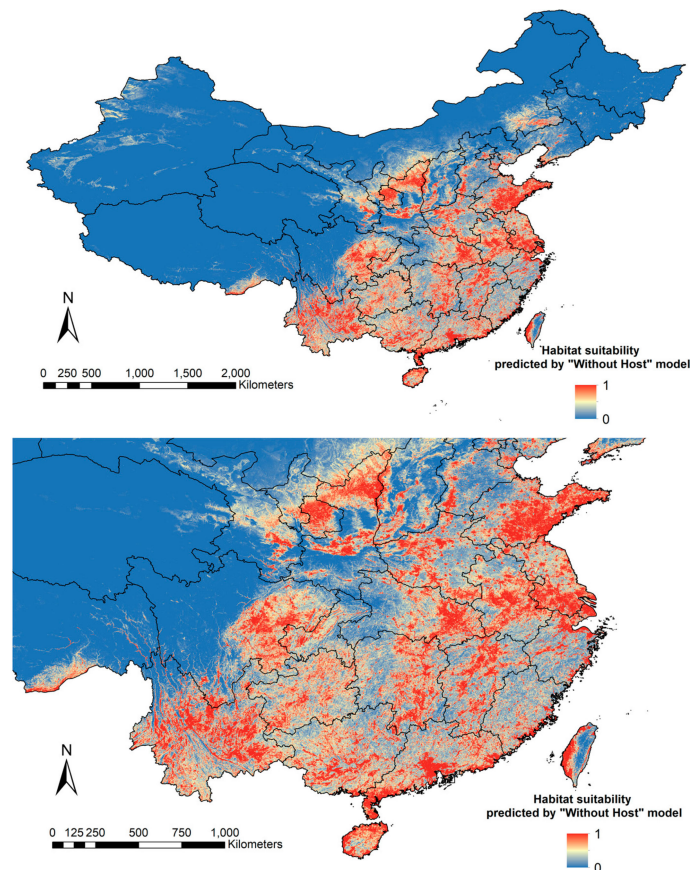 N
0 250 500 1,000 1,500 2,000
Kilometers
Habitat suitability
predicted by "Without Host" model
1
0
N
0 125 250 500 750 1,000
Kilometers
Habitat suitability
predicted by "Without Host" model
1
0